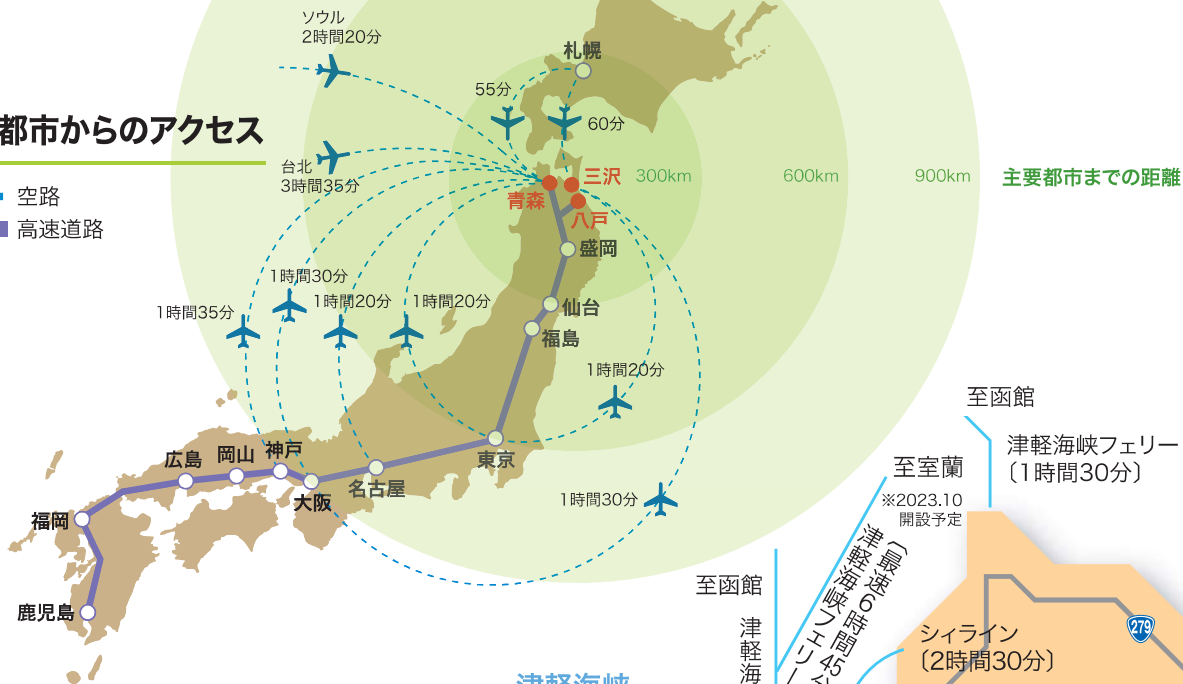 ソウル
2時間20分
札幌
55分
60分
都市からのアクセス
台北
3時間35分
三沢
300km
600km
900km
主要都市までの距離
空路
青森
八戸
高速道路
盛岡
1時間30分
1時間35分
1時間20分
1時間20分
仙台
福島
1時間20分
至函館
東京
広島
岡山
神戸
津軽海峡フェリー
〔1時間30分〕
名古屋
至室蘭
大阪
1時間30分
※2023.10
開設予定
福岡
津軽海峡フェリー
〔最速6時間45分
至函館
鹿児島
津軽海
シィライン
〔2時間30分〕
279
津軽海峡